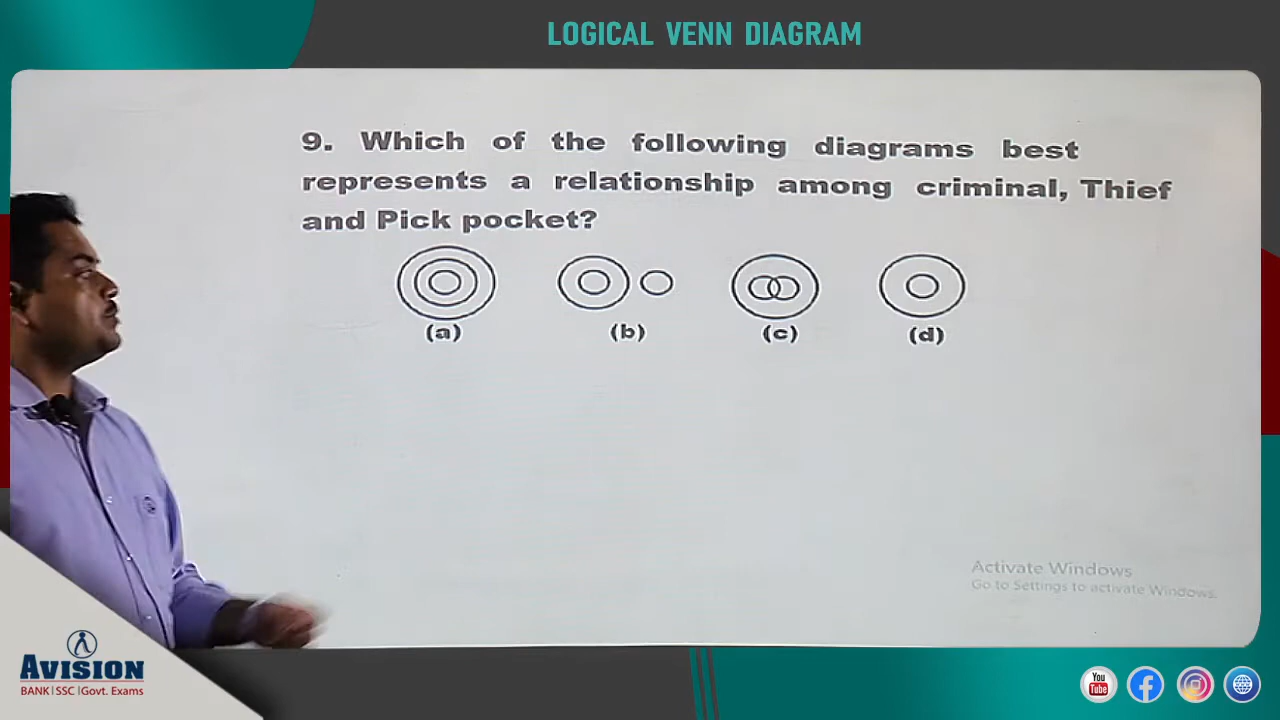 LOGICAL VENN DIAGRAM
9. Which of the following diagrams best
represents a relationship among criminal, Thief
and Pick pocket?
(a) (b) (c) (d)
Activate Windows
Go to Settings to activate Windows.
AVISION
BANK|SSC|Govt. Exams
You
Tube